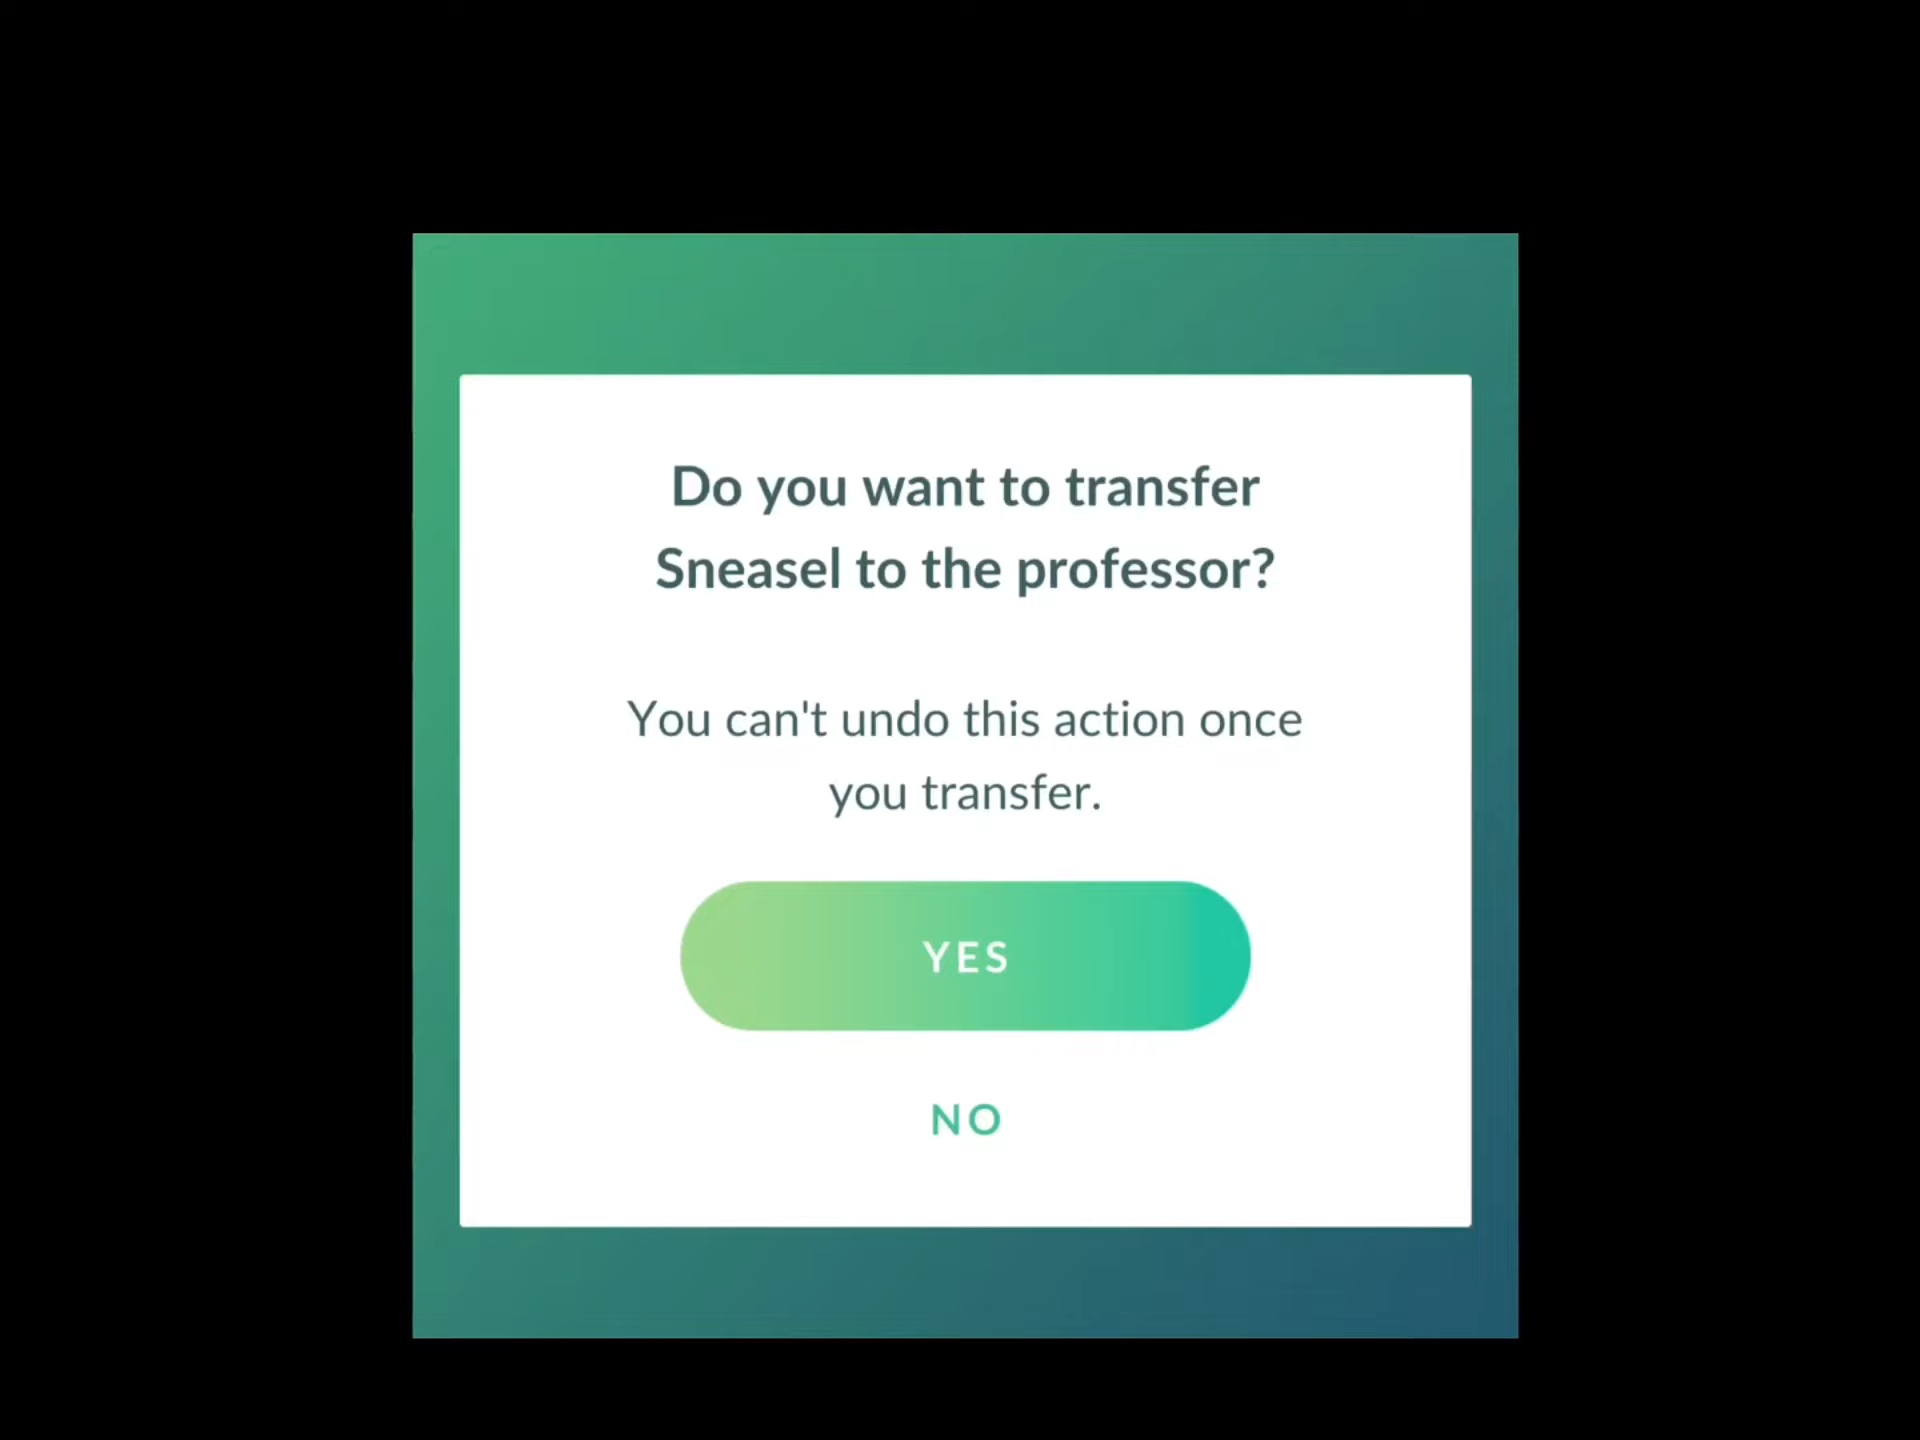 Do you want to transfer
Sneasel to the professor?
You can't undo this action once
you transfer.
YES
NO